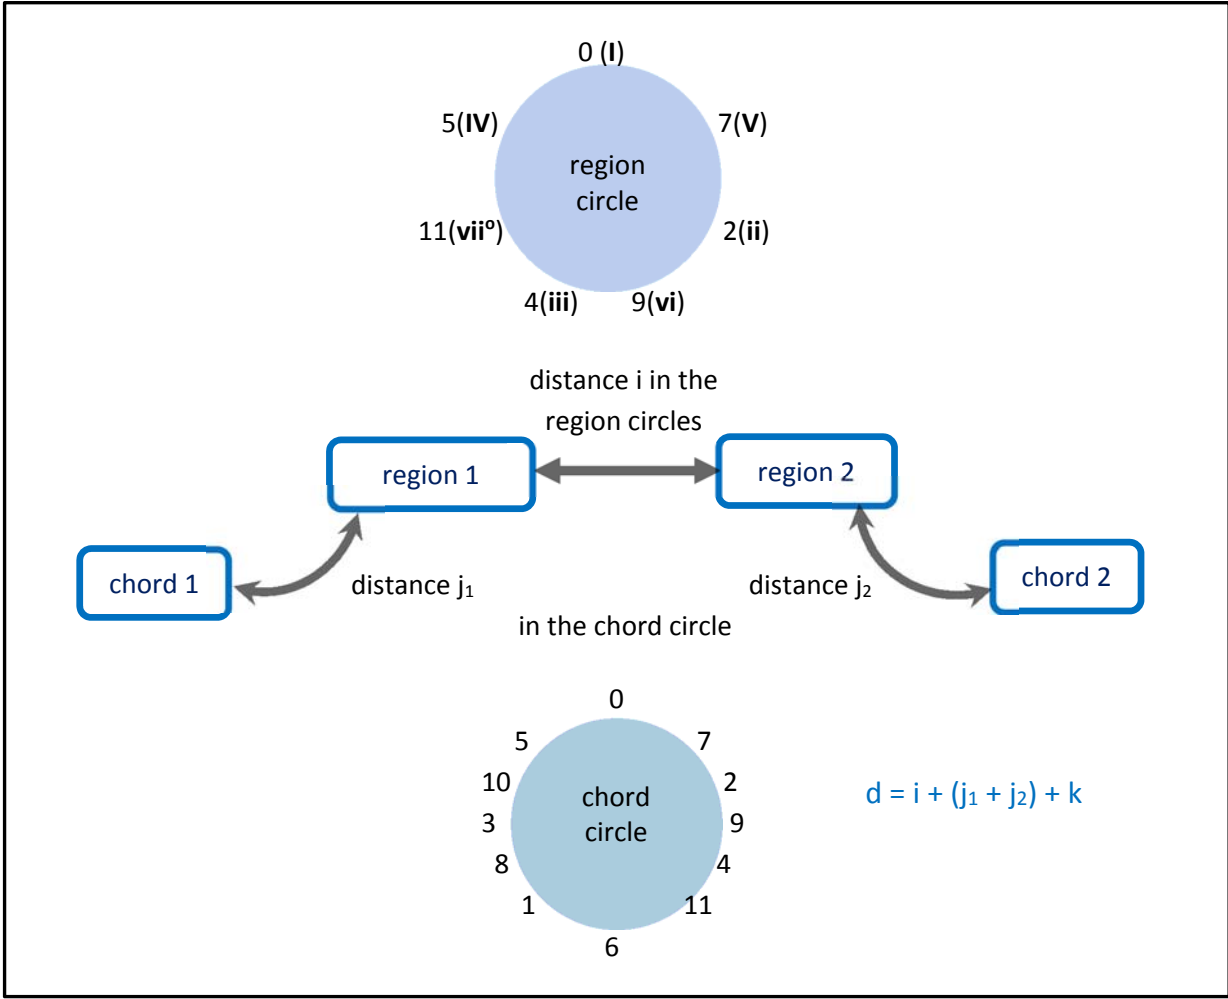 0 (I)
5(IV)
7(V)
region
circle
11(viiº)
2(ii)
4(iii)
9(vi)
distance i in the
region circles
region 1
region 2
chord 1
distance j₁
distance j₂
chord 2
in the chord circle
0
5
7
10
2
chord
circle
3
9
8
4
1
11
6
d = i + (j₁ + j₂) + k